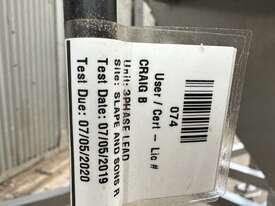 074
User / Cert - Lic #
CRAIG B
Unit: 3PHASE LEAD
Site: SLAPE AND SONS R
Test Date: 07/05/2019
Test Due: 07/05/2020